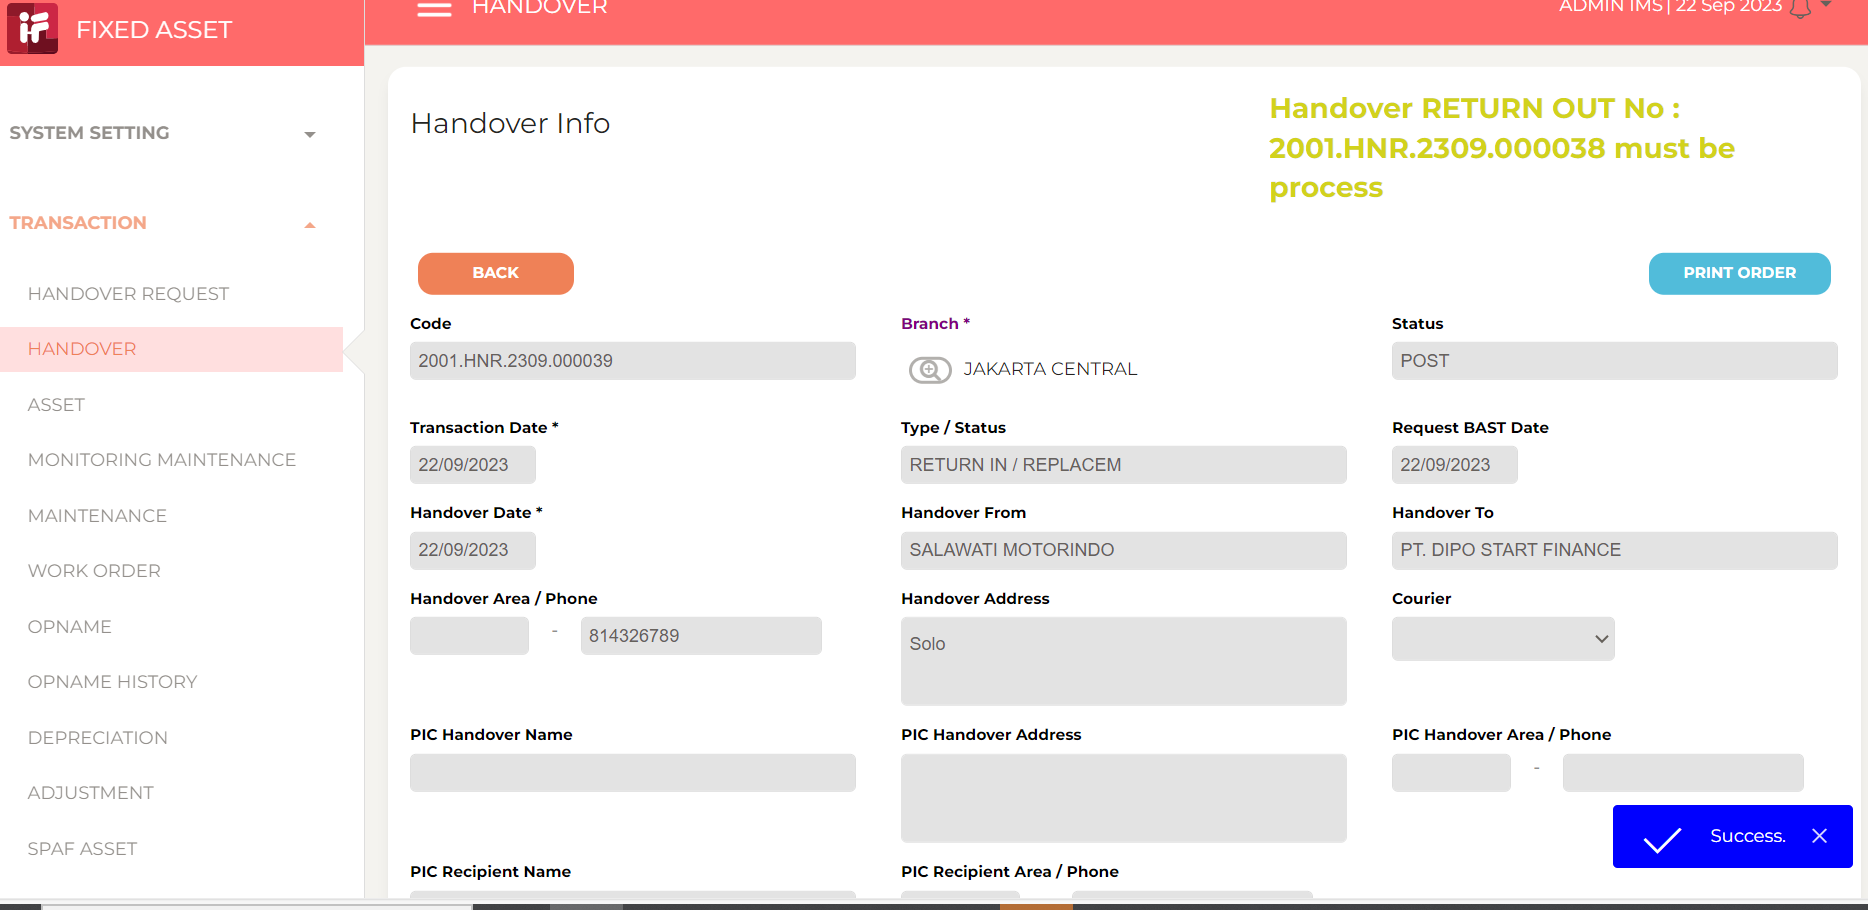 FIXED ASSET
HANDOVER
ADMIN IMS | 22 Sep 2023
SYSTEM SETTING
TRANSACTION
HANDOVER REQUEST
HANDOVER
ASSET
MONITORING MAINTENANCE
MAINTENANCE
WORK ORDER
OPNAME
OPNAME HISTORY
DEPRECIATION
ADJUSTMENT
SPAF ASSET
Handover Info
Handover RETURN OUT No :
2001.HNR.2309.000038 must be
process
BACK
PRINT ORDER
Code
2001.HNR.2309.000039
Branch *
JAKARTA CENTRAL
Status
POST
Transaction Date *
22/09/2023
Type / Status
RETURN IN / REPLACEM
Request BAST Date
22/09/2023
Handover Date *
22/09/2023
Handover From
SALAWATI MOTORINDO
Handover To
PT. DIPO START FINANCE
Handover Area / Phone
- 814326789
Handover Address
Solo
Courier
PIC Handover Name
PIC Handover Address
PIC Handover Area / Phone
-
PIC Recipient Name
PIC Recipient Area / Phone
Success.